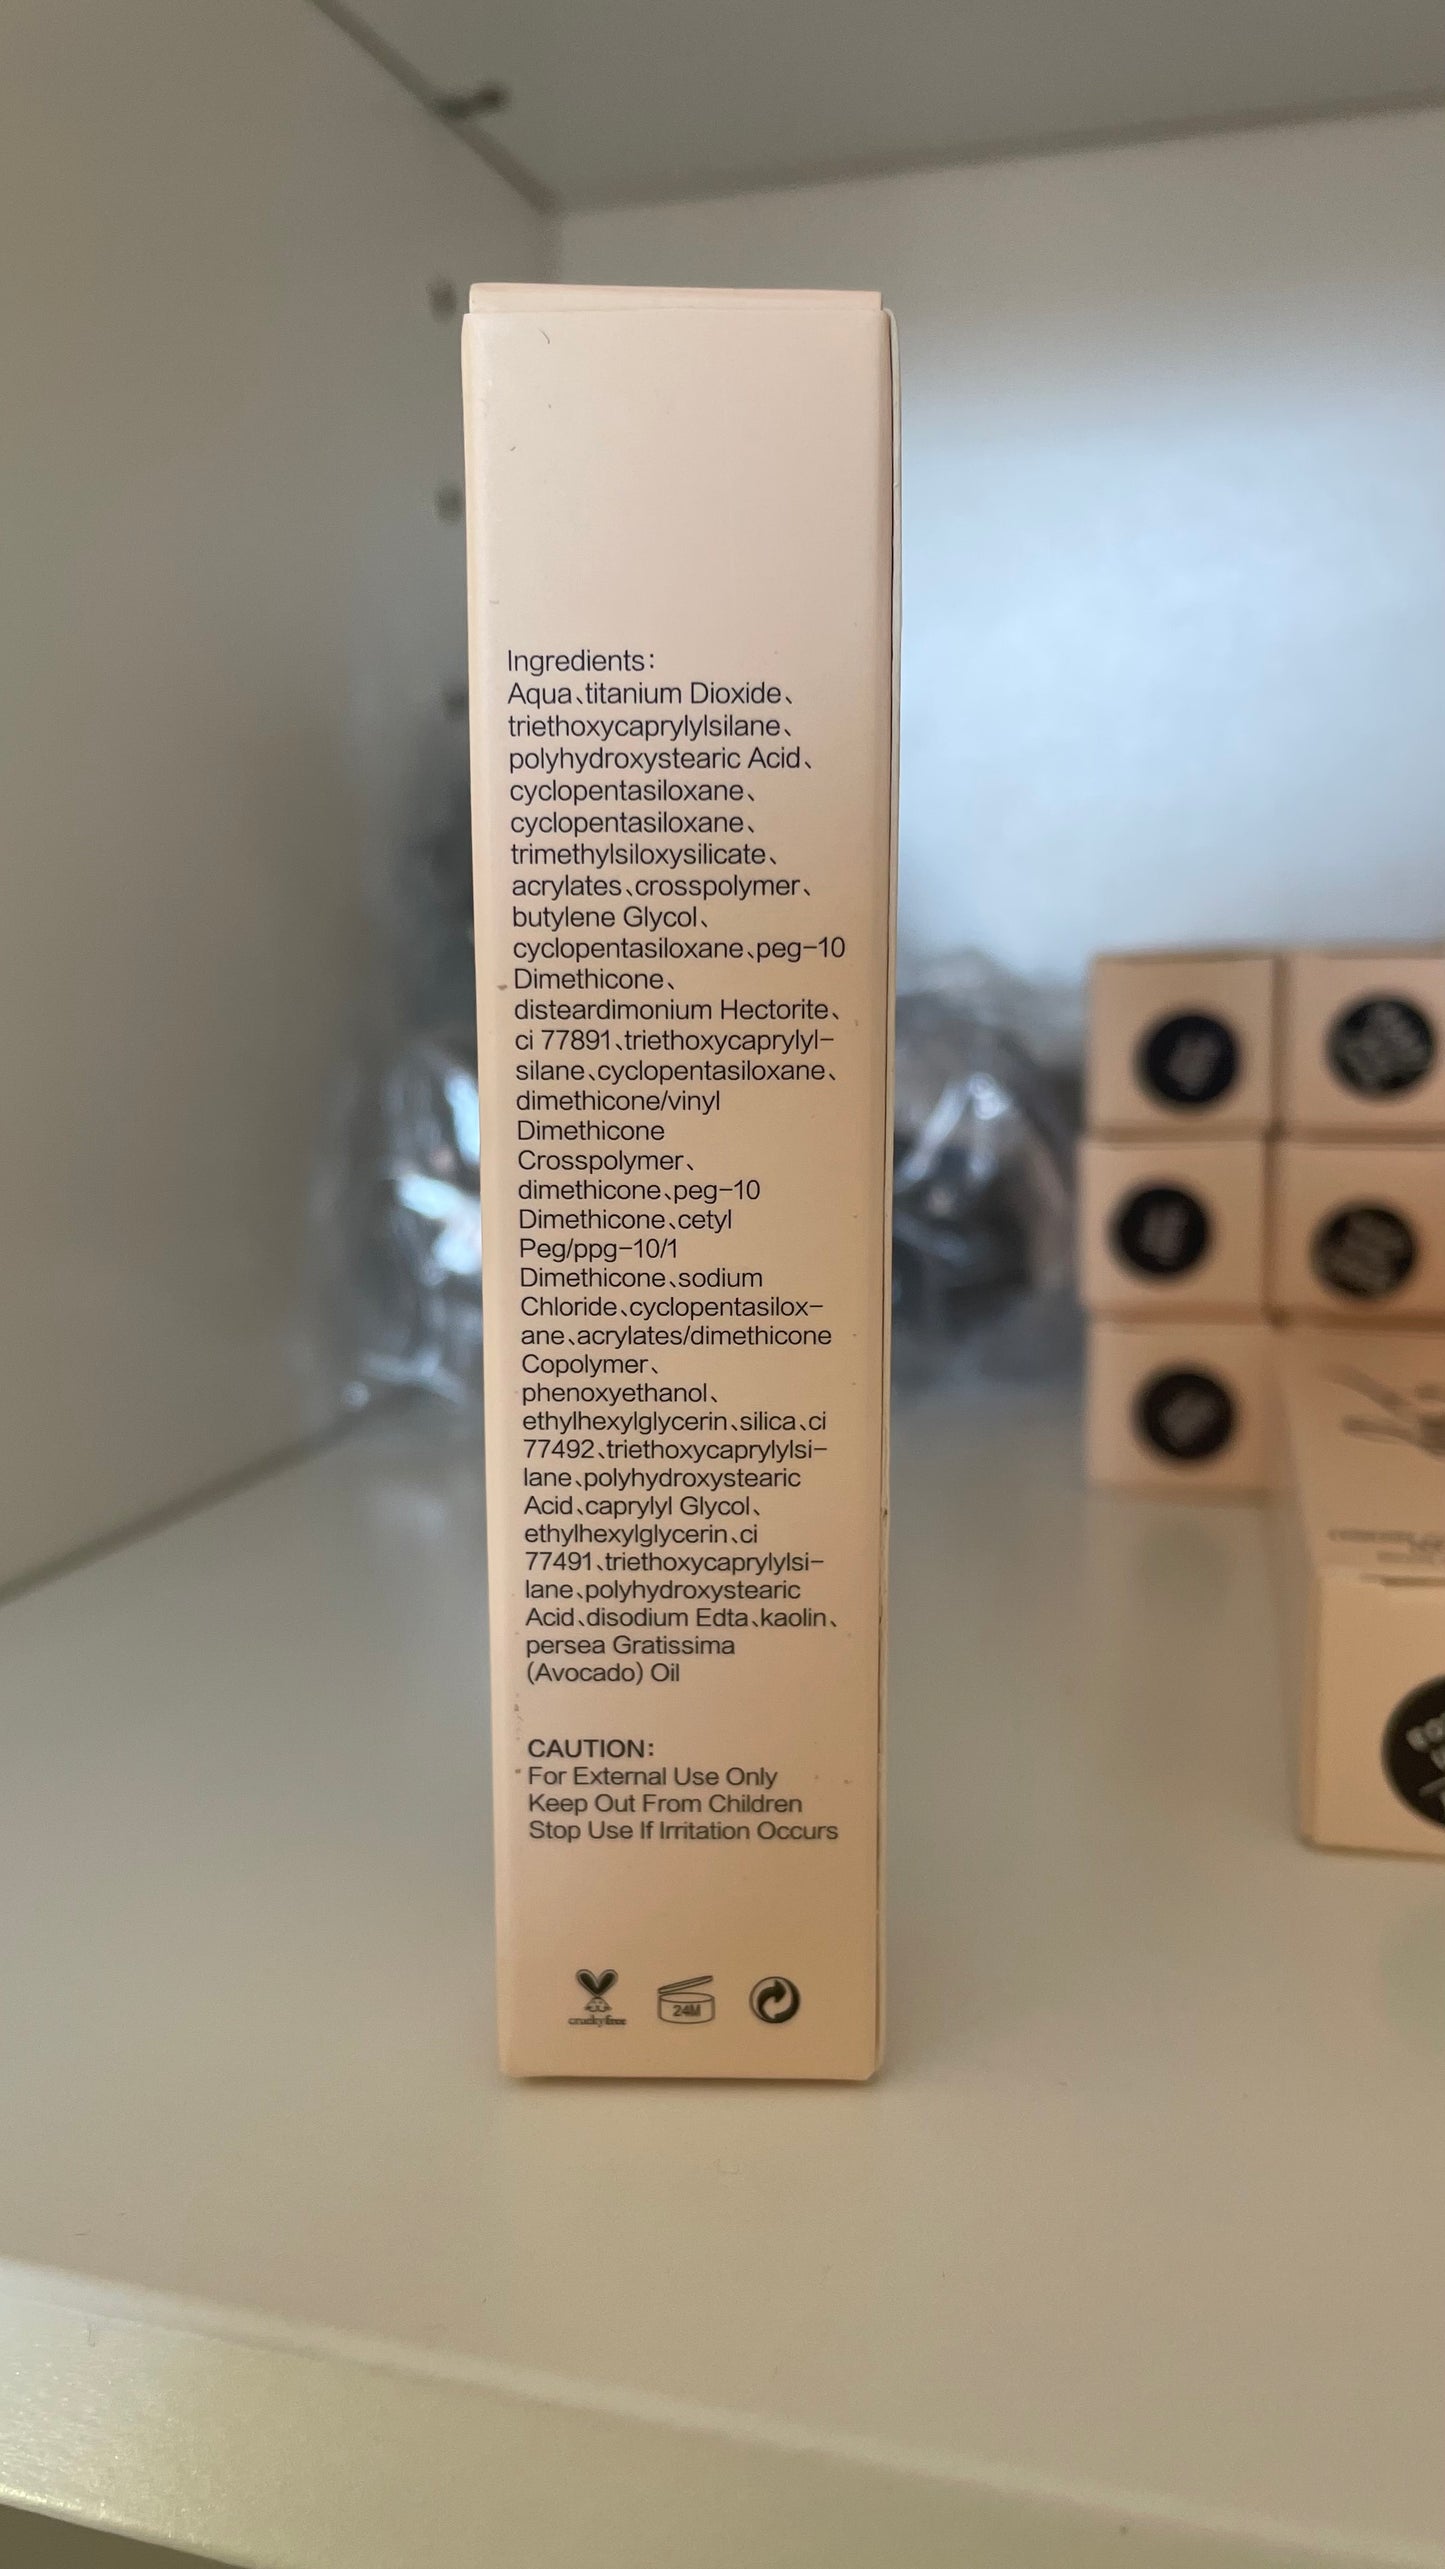 Ingredients:
Aqua、titanium Dioxide、
triethoxycaprylylsilane、
polyhydroxystearic Acid、
cyclopentasiloxane、
cyclopentasiloxane、
trimethylsiloxysilicate、
acrylates、crosspolymer、
butylene Glycol、
cyclopentasiloxane、peg-10
Dimethicone、
disteardimonium Hectorite、
ci 77891、triethoxycaprylyl-
silane、cyclopentasiloxane、
dimethicone/vinyl
Dimethicone
Crosspolymer、
dimethicone、peg-10
Dimethicone、cetyl
Peg/ppg-10/1
Dimethicone、sodium
Chloride、cyclopentasilox-
ane、acrylates/dimethicone
Copolymer、
phenoxyethanol、
ethylhexylglycerin、silica、ci
77492、triethoxycaprylylsi-
lane、polyhydroxystearic
Acid、caprylyl Glycol、
ethylhexylglycerin、ci
77491、triethoxycaprylylsi-
lane、polyhydroxystearic
Acid、disodium Edta、kaolin、
persea Gratissima
(Avocado) Oil
CAUTION:
For External Use Only
Keep Out From Children
Stop Use If Irritation Occurs
crueltyfree
24M